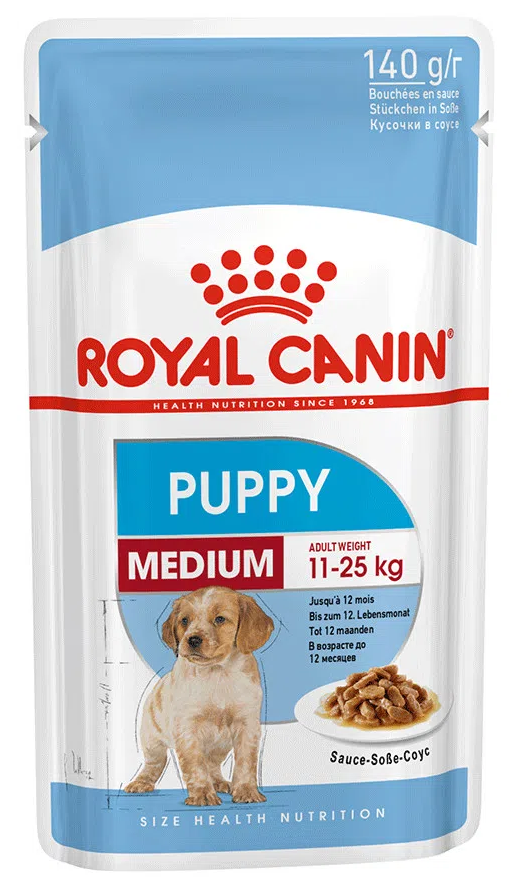 140 g/г
Bouchées en sauce
Stückchen in Soße
Кусочки в соусе
ROYAL CANIN®
HEALTH NUTRITION SINCE 1968
PUPPY
MEDIUM
ADULT WEIGHT
11-25 kg
Jusqu'à 12 mois
Bis zum 12. Lebensmonat
Tot 12 maanden
В возрасте до
12 месяцев
Sauce-Soße-Соус
SIZE HEALTH NUTRITION